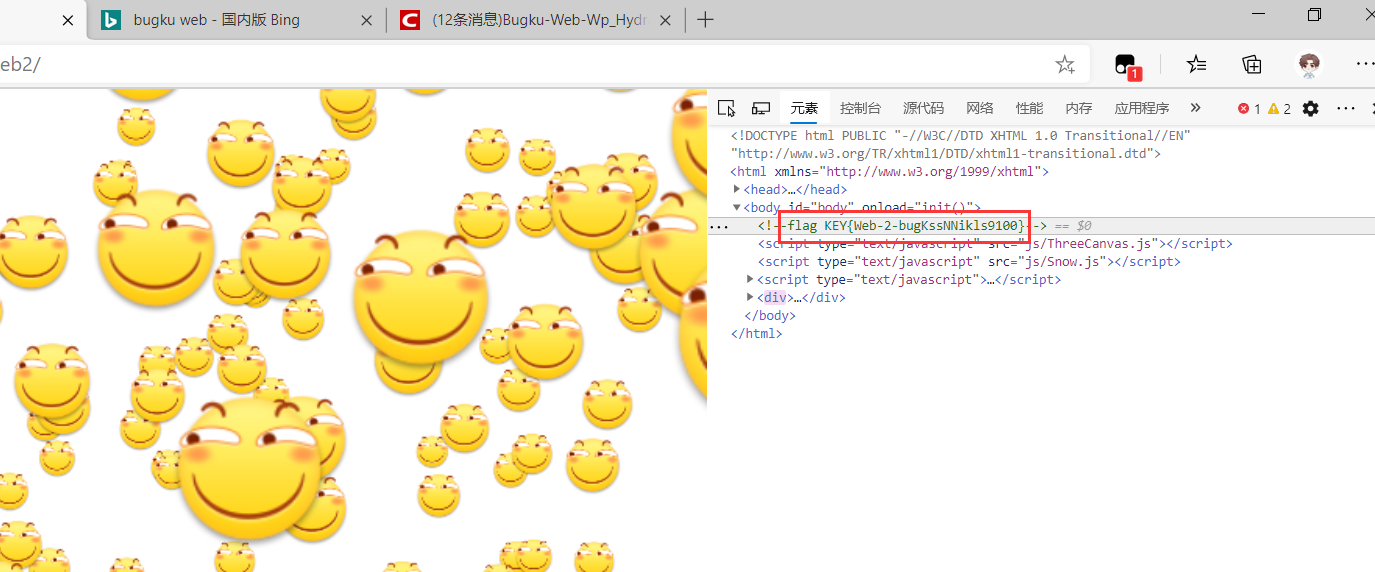 bugku web - 国内版 Bing
(12条消息)Bugku-Web-Wp_Hydr
eb2/
1
元素 控制台 源代码 网络 性能 内存 应用程序 » 1 2
<!DOCTYPE html PUBLIC "-//W3C//DTD XHTML 1.0 Transitional//EN"
"http://www.w3.org/TR/xhtml1/DTD/xhtml1-transitional.dtd">
<html xmlns="http://www.w3.org/1999/xhtml">
<head>…</head>
<body id="body" onload="init()">
<!--flag KEY{Web-2-bugKssNNikls9100}--> == $0
<script type="text/javascript" src="js/ThreeCanvas.js"></script>
<script type="text/javascript" src="js/Snow.js"></script>
<script type="text/javascript">…</script>
<div>…</div>
</body>
</html>